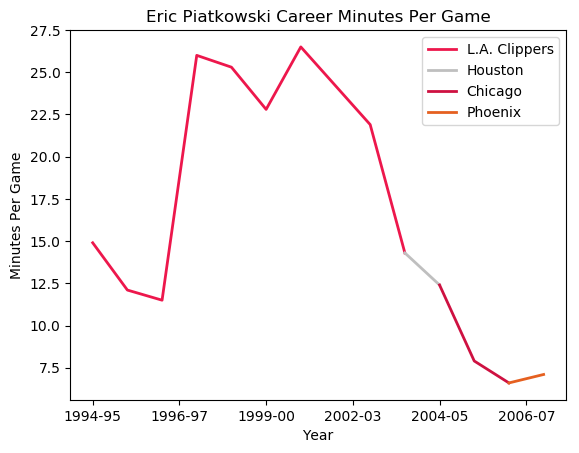 Eric Piatkowski Career Minutes Per Game
27.5
25.0
22.5
20.0
17.5
15.0
12.5
10.0
7.5
Minutes Per Game
L.A. Clippers
Houston
Chicago
Phoenix
1994-95
1996-97
1999-00
2002-03
2004-05
2006-07
Year